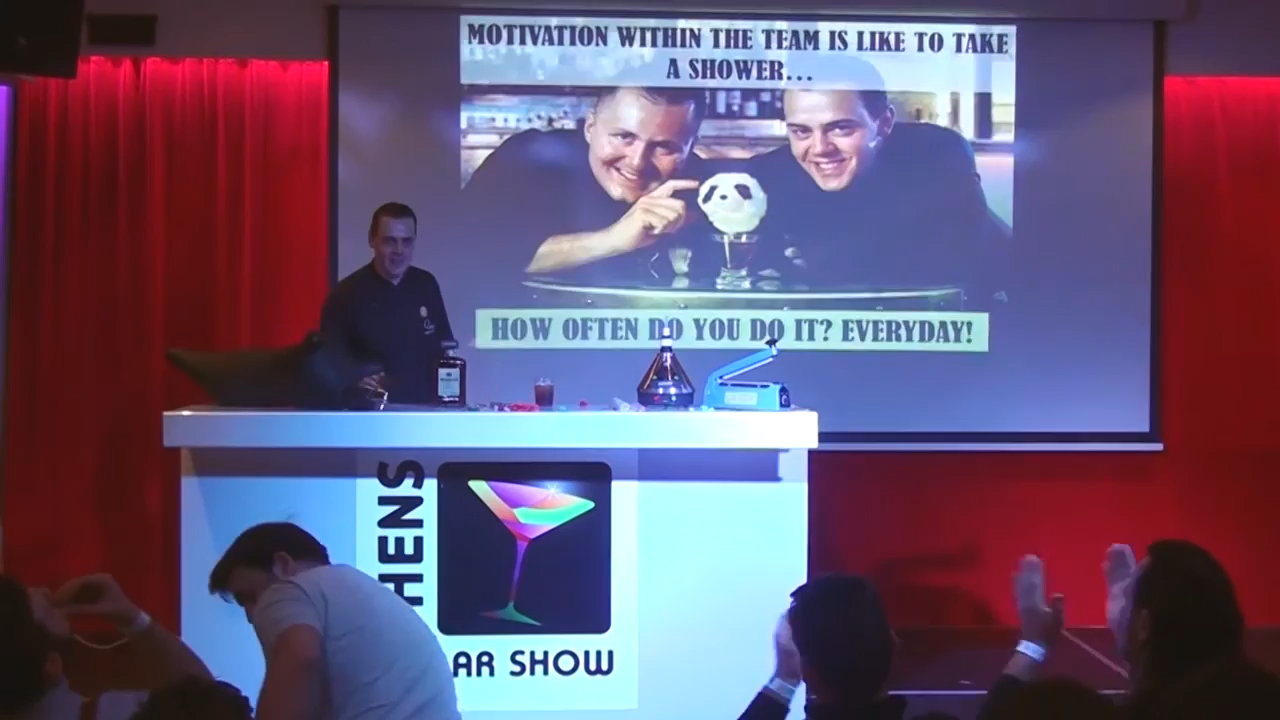 MOTIVATION WITHIN THE TEAM IS LIKE TO TAKE
A SHOWER...
HOW OFTEN DO YOU DO IT? EVERYDAY!
HENS
AR SHOW